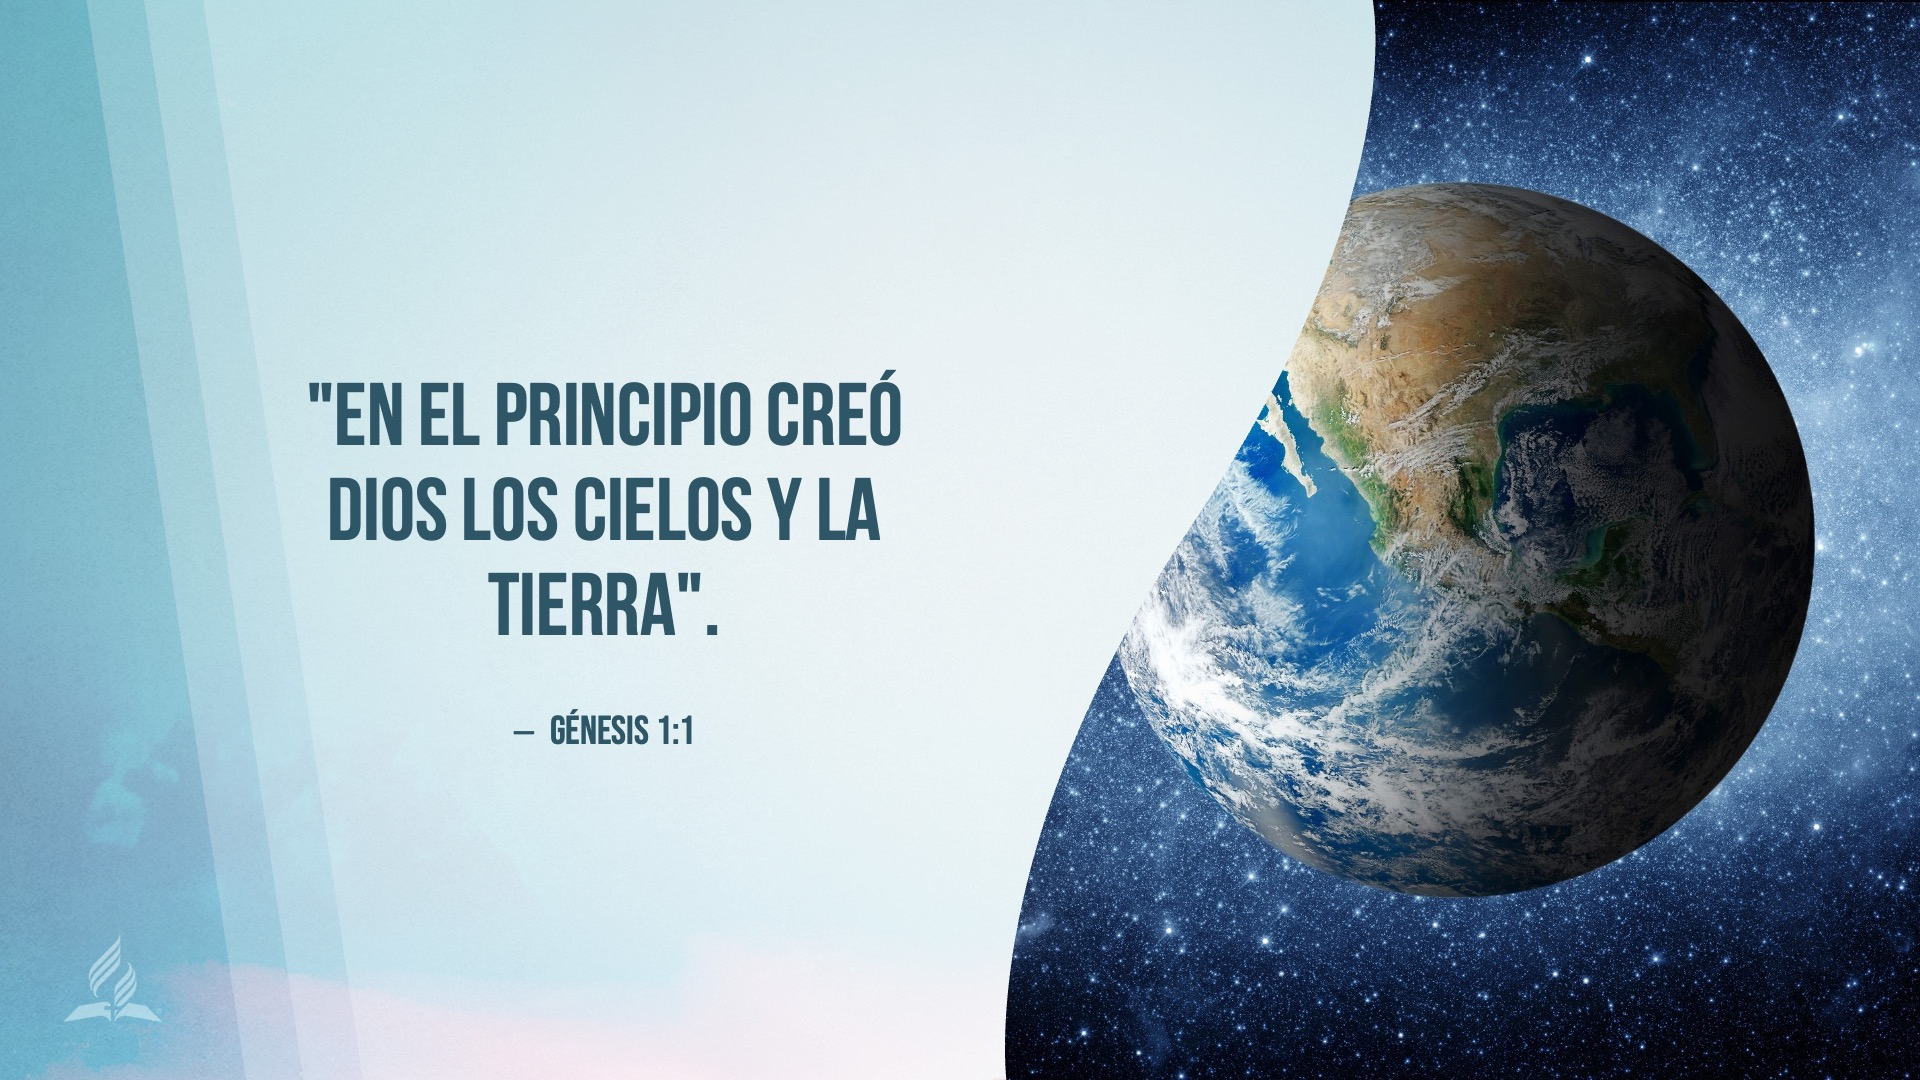 "EN EL PRINCIPIO CREÓ
DIOS LOS CIELOS Y LA
TIERRA".
– GÉNESIS 1:1